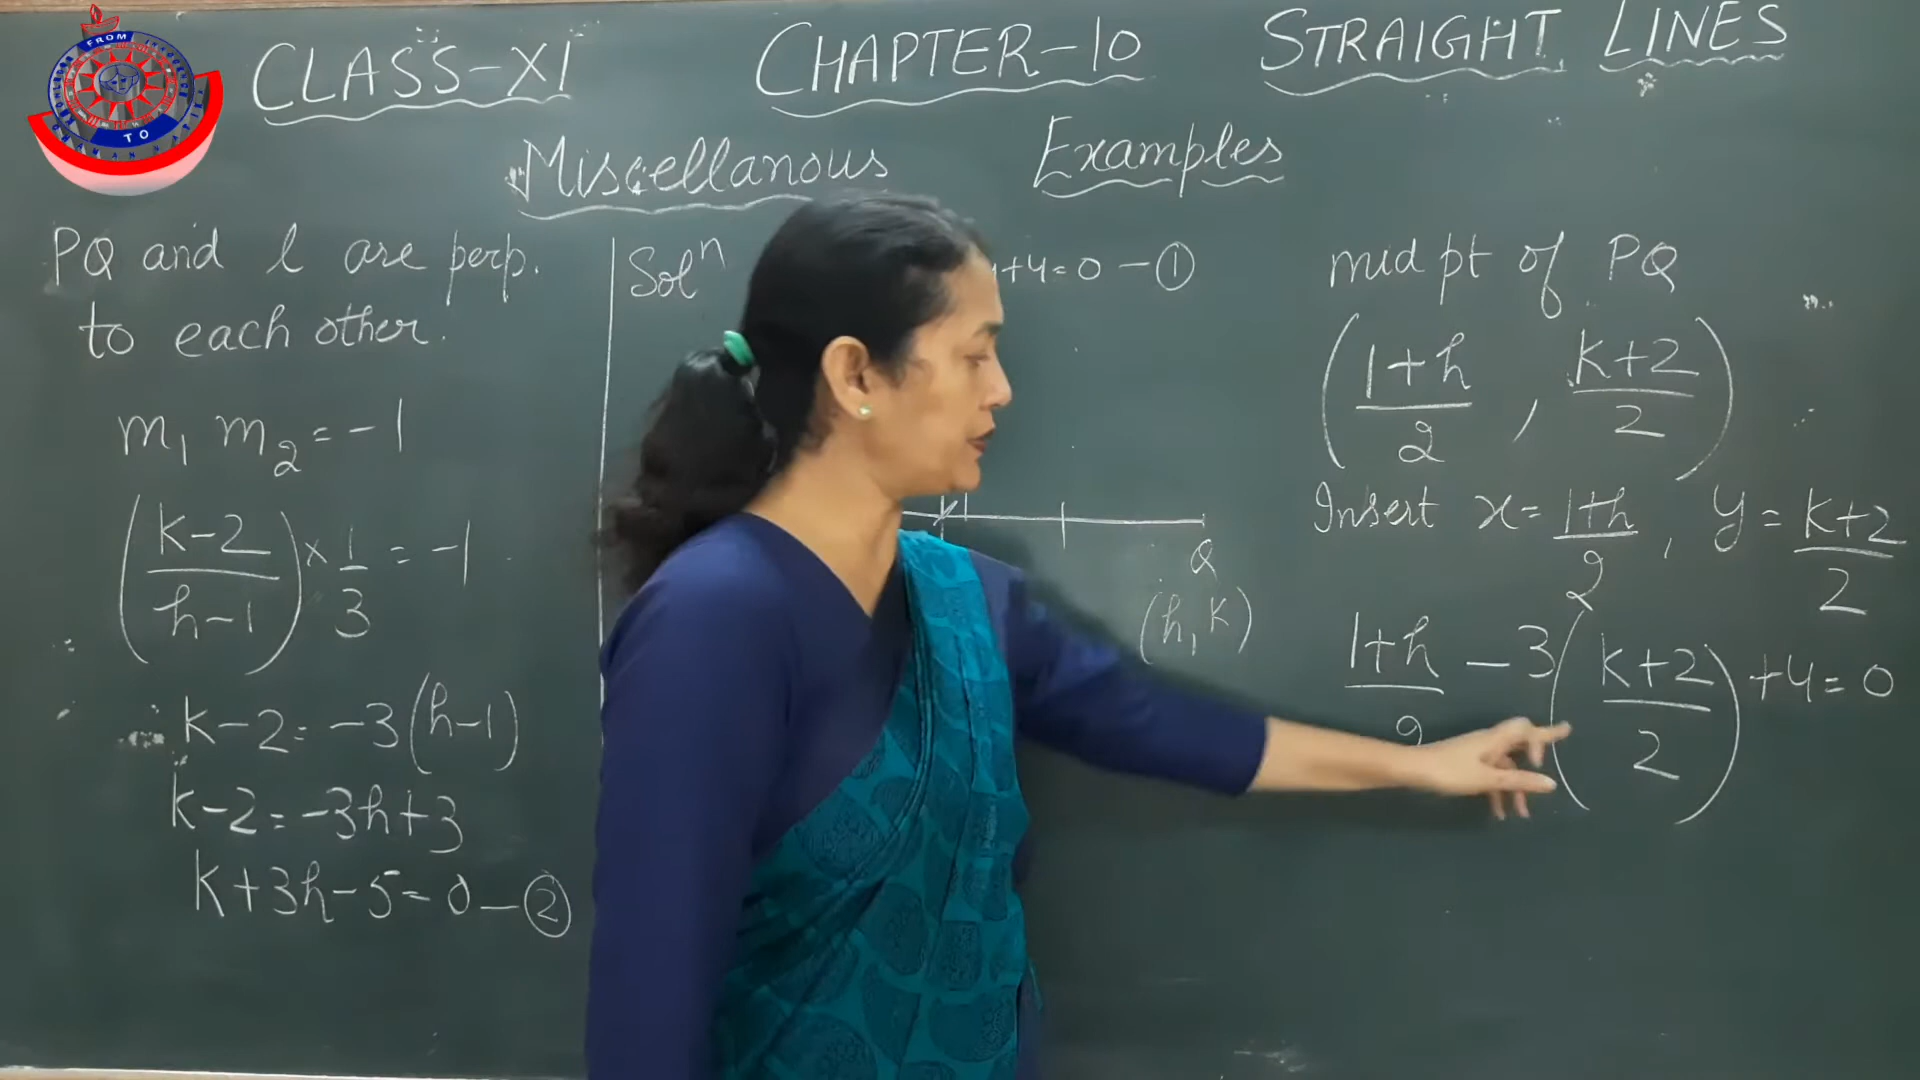 CLASS-XI CHAPTER-10 STRAIGHT LINES
Miscellanous Examples
FROM
TO
PQ and l are perp.
to each other.
m₁ m₂ = -1
(k-2 / h-1) × 1/3 = -1
k-2 = -3(h-1)
k-2 = -3h+3
k+3h-5=0 - ②
Solⁿ
+4=0 - ①
Q
(h, k)
mid pt of PQ
(1+h / 2 , k+2 / 2)
Insert x = 1+h / 2 , y = k+2 / 2
1+h / 2 - 3(k+2 / 2) +4=0